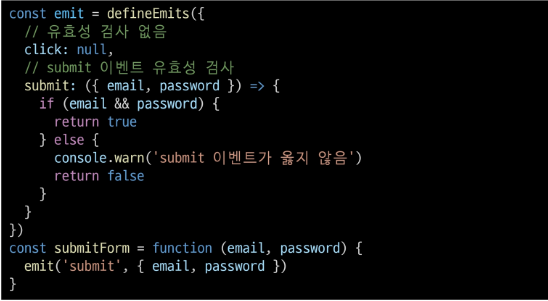 const emit = defineEmits({
  // 유효성 검사 없음
  click: null,
  // submit 이벤트 유효성 검사
  submit: ({ email, password }) => {
    if (email && password) {
      return true
    } else {
      console.warn('submit 이벤트가 옳지 않음')
      return false
    }
  }
})
const submitForm = function (email, password) {
  emit('submit', { email, password })
}